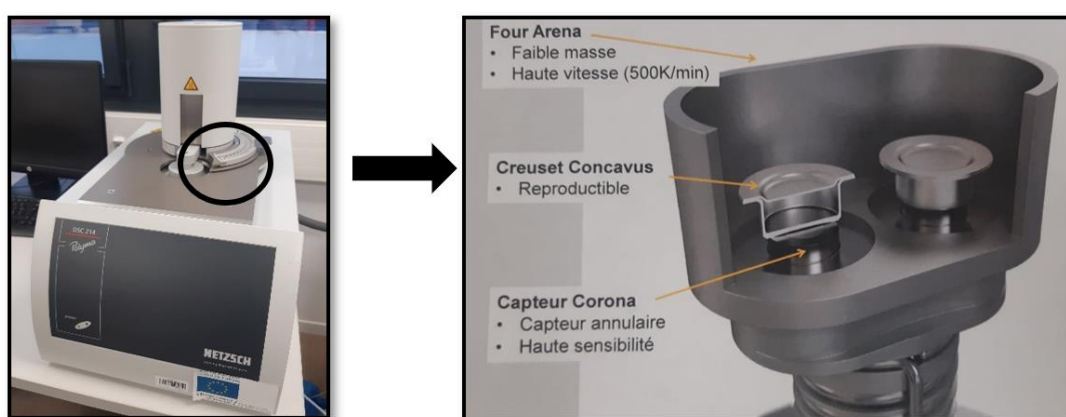 DSC 214
Polyma
NETZSCH
Four Arena
• Faible masse
• Haute vitesse (500K/min)
Creuset Concavus
• Reproductible
Capteur Corona
• Capteur annulaire
• Haute sensibilité